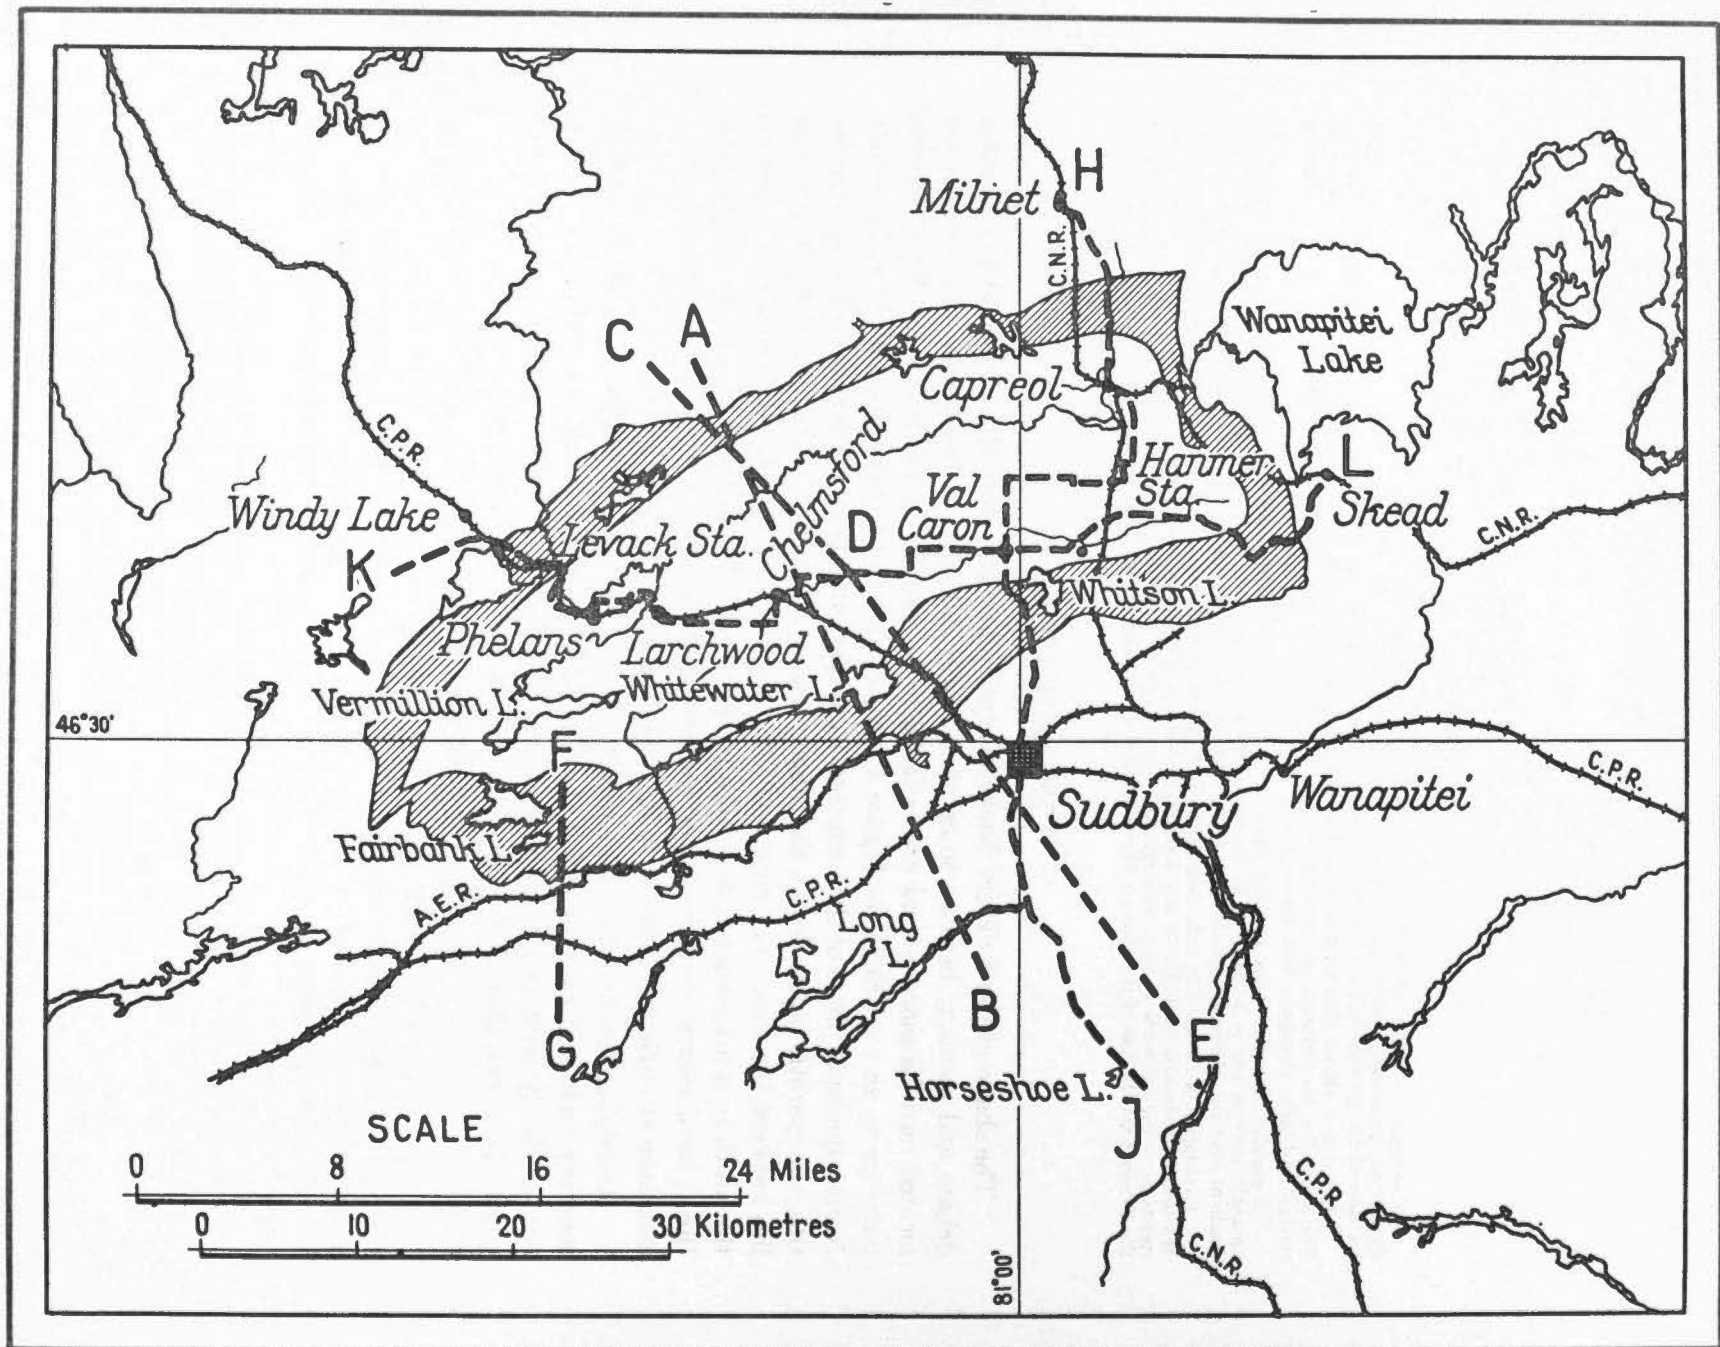 H
Milnet
C.N.R.
Wanapitei
Lake
A
C
Capreol
C.P.R.
Chelmsford
Hanmer
Sta.
L
Skead
Val
Caron
Windy Lake
Levack Sta.
D
C.N.R.
K
Whitson L.
Phelans
Larchwood
Whitewater L.
Vermillion L.
46°30'
F
Sudbury
Wanapitei
C.P.R.
Fairbank L.
A.E.R.
C.P.R.
Long
L.
B
E
G
Horseshoe L.
J
SCALE
0 8 16 24 Miles
0 10 20 30 Kilometres
81°00'
C.P.R
C.N.R.